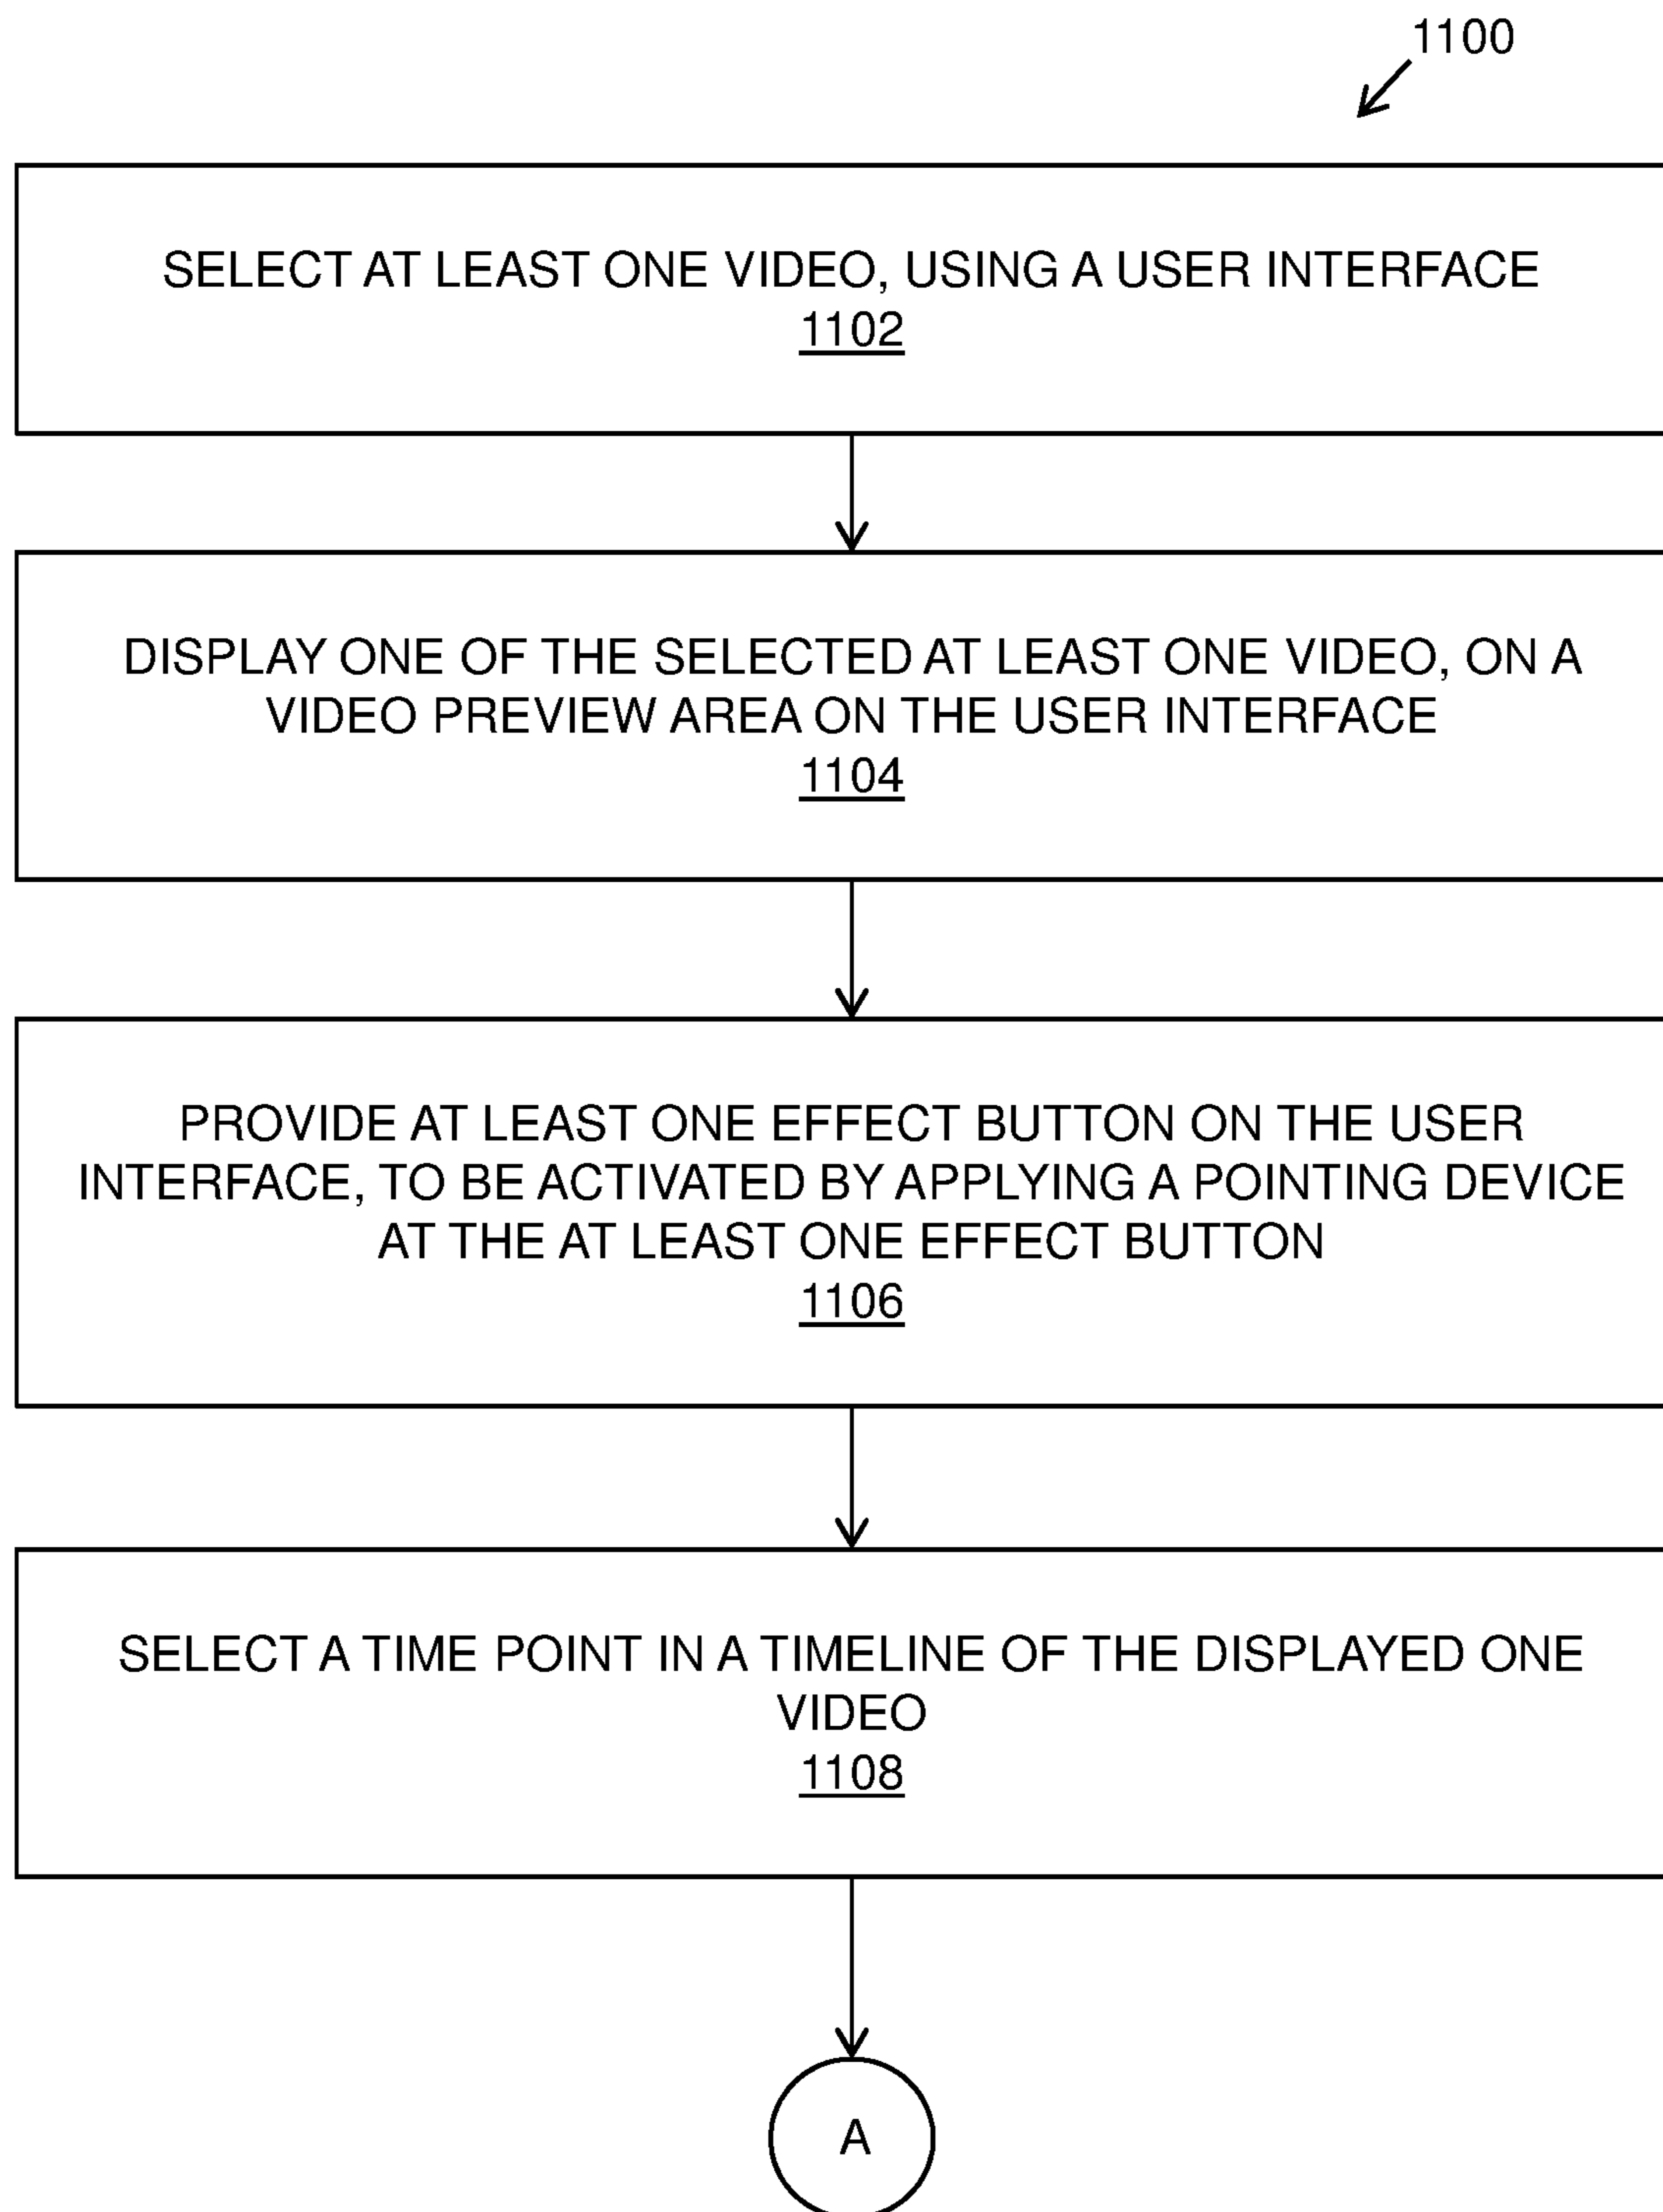 1100
SELECT AT LEAST ONE VIDEO, USING A USER INTERFACE
1102
DISPLAY ONE OF THE SELECTED AT LEAST ONE VIDEO, ON A
VIDEO PREVIEW AREA ON THE USER INTERFACE
1104
PROVIDE AT LEAST ONE EFFECT BUTTON ON THE USER
INTERFACE, TO BE ACTIVATED BY APPLYING A POINTING DEVICE
AT THE AT LEAST ONE EFFECT BUTTON
1106
SELECT A TIME POINT IN A TIMELINE OF THE DISPLAYED ONE
VIDEO
1108
A